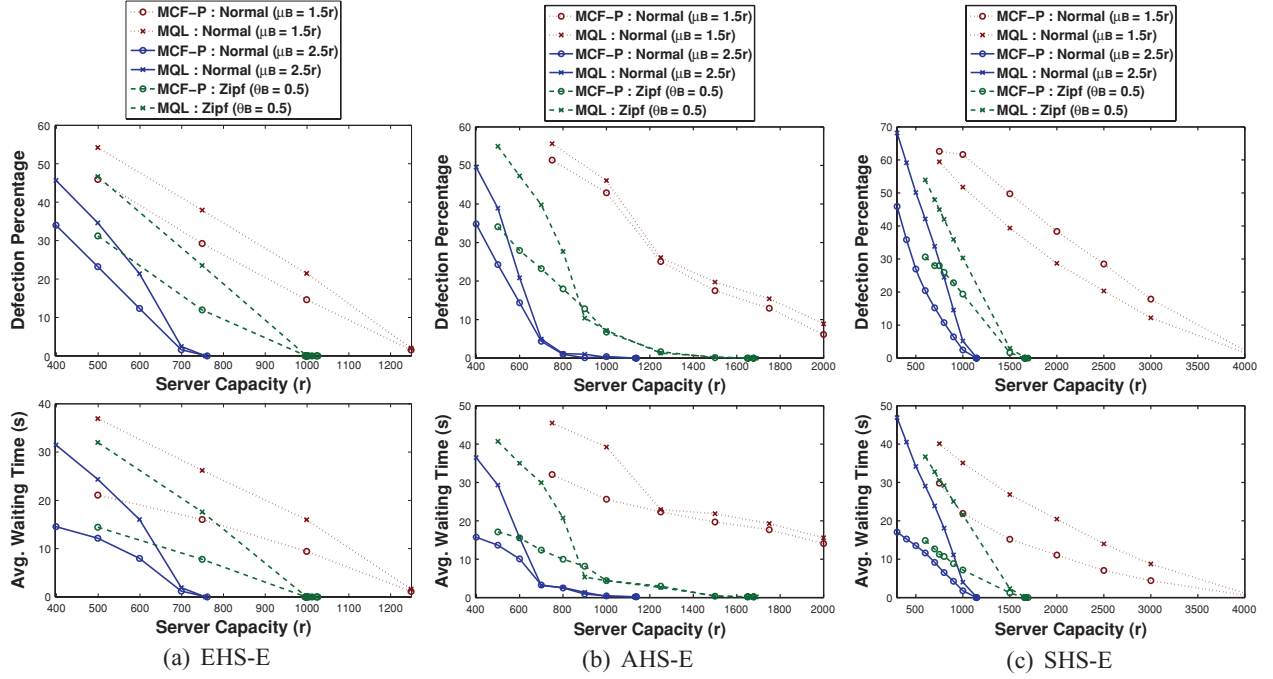 MCF-P : Normal (μB = 1.5r)
MQL : Normal (μB = 1.5r)
MCF-P : Normal (μB = 2.5r)
MQL : Normal (μB = 2.5r)
MCF-P : Zipf (θB = 0.5)
MQL : Zipf (θB = 0.5)
60
50
40
30
20
10
0
Defection Percentage
400 500 600 700 800 900 1000 1100 1200
Server Capacity (r)
40
30
20
10
0
Avg. Waiting Time (s)
400 500 600 700 800 900 1000 1100 1200
Server Capacity (r)
(a) EHS-E
MCF-P : Normal (μB = 1.5r)
MQL : Normal (μB = 1.5r)
MCF-P : Normal (μB = 2.5r)
MQL : Normal (μB = 2.5r)
MCF-P : Zipf (θB = 0.5)
MQL : Zipf (θB = 0.5)
60
50
40
30
20
10
0
Defection Percentage
400 600 800 1000 1200 1400 1600 1800 2000
Server Capacity (r)
50
40
30
20
10
0
Avg. Waiting Time (s)
400 600 800 1000 1200 1400 1600 1800 2000
Server Capacity (r)
(b) AHS-E
MCF-P : Normal (μB = 1.5r)
MQL : Normal (μB = 1.5r)
MCF-P : Normal (μB = 2.5r)
MQL : Normal (μB = 2.5r)
MCF-P : Zipf (θB = 0.5)
MQL : Zipf (θB = 0.5)
70
60
50
40
30
20
10
0
Defection Percentage
500 1000 1500 2000 2500 3000 3500 4000
Server Capacity (r)
50
40
30
20
10
0
Avg. Waiting Time (s)
500 1000 1500 2000 2500 3000 3500 4000
Server Capacity (r)
(c) SHS-E